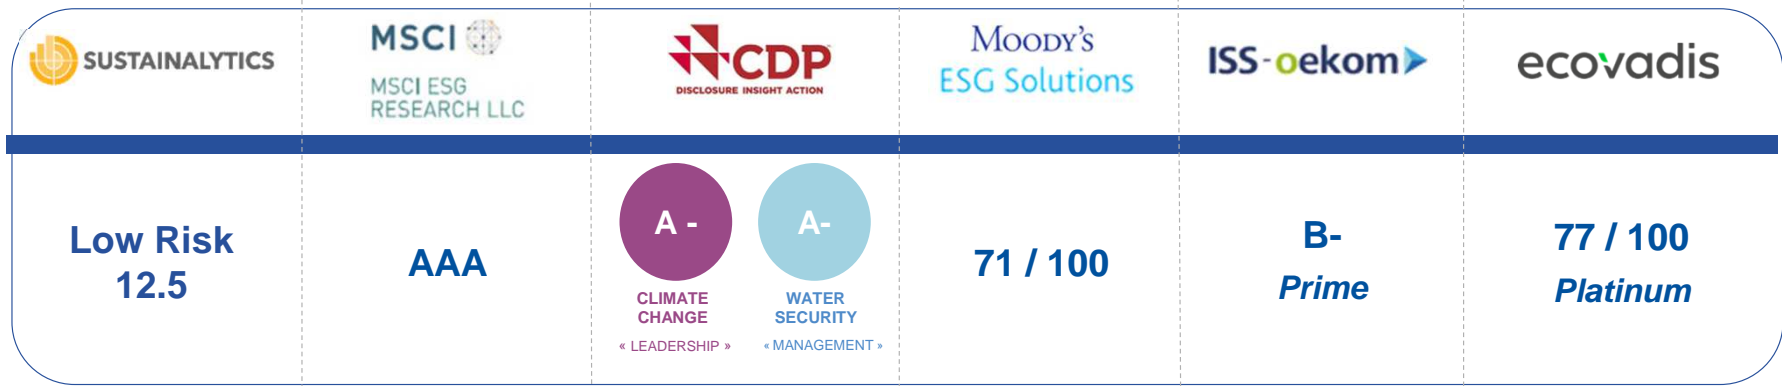 SUSTAINALYTICS
MSCI
MSCI ESG
RESEARCH LLC
CDP
DISCLOSURE INSIGHT ACTION
MOODY'S
ESG Solutions
ISS-oekom
ecovadis
Low Risk
12.5
AAA
A -
CLIMATE
CHANGE
« LEADERSHIP »
A-
WATER
SECURITY
« MANAGEMENT »
71 / 100
B-
Prime
77 / 100
Platinum